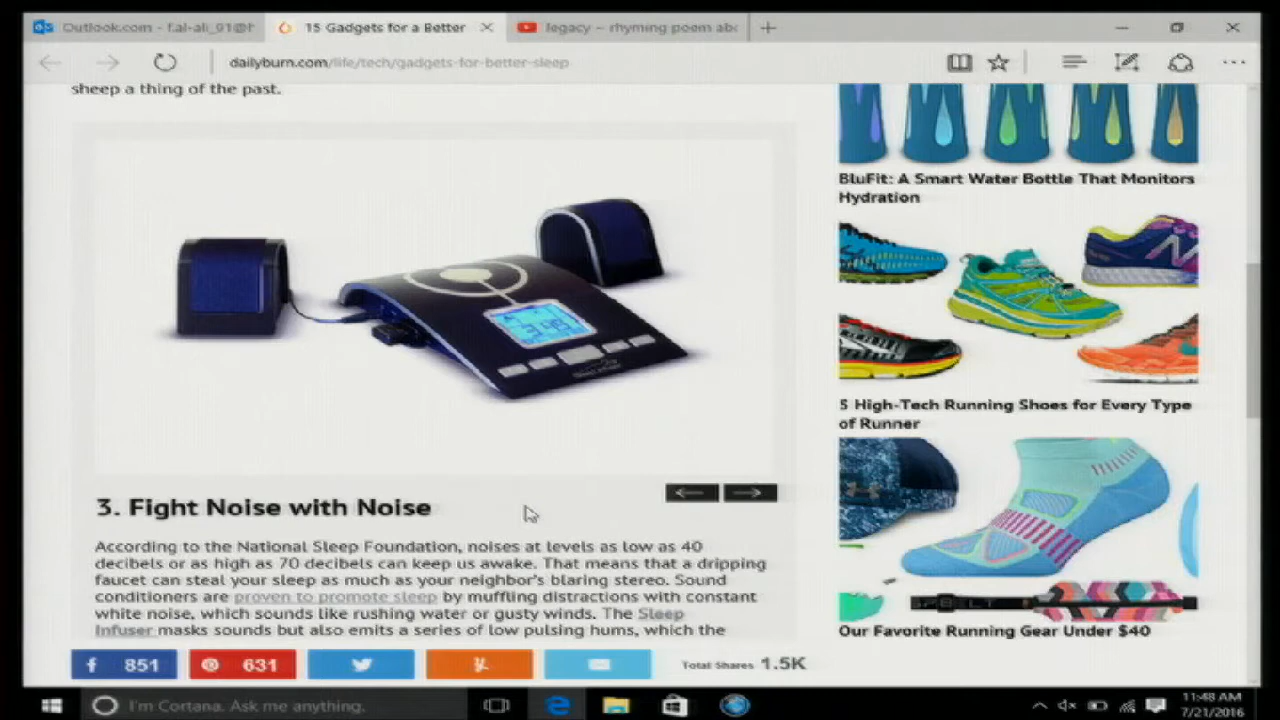 Outlook.com - f.al-ali_91@h
15 Gadgets for a Better
legacy - rhyming poem abo
dailyburn.com/life/tech/gadgets-for-better-sleep
sheep a thing of the past.
3:48
3. Fight Noise with Noise
According to the National Sleep Foundation, noises at levels as low as 40
decibels or as high as 70 decibels can keep us awake. That means that a dripping
faucet can steal your sleep as much as your neighbor's blaring stereo. Sound
conditioners are proven to promote sleep by muffling distractions with constant
white noise, which sounds like rushing water or gusty winds. The Sleep
Infuser masks sounds but also emits a series of low pulsing hums, which the
851
631
Total Shares 1.5K
BluFit: A Smart Water Bottle That Monitors
Hydration
5 High-Tech Running Shoes for Every Type
of Runner
SPIBELT
Our Favorite Running Gear Under $40
I'm Cortana. Ask me anything.
11:48 AM
7/21/2016